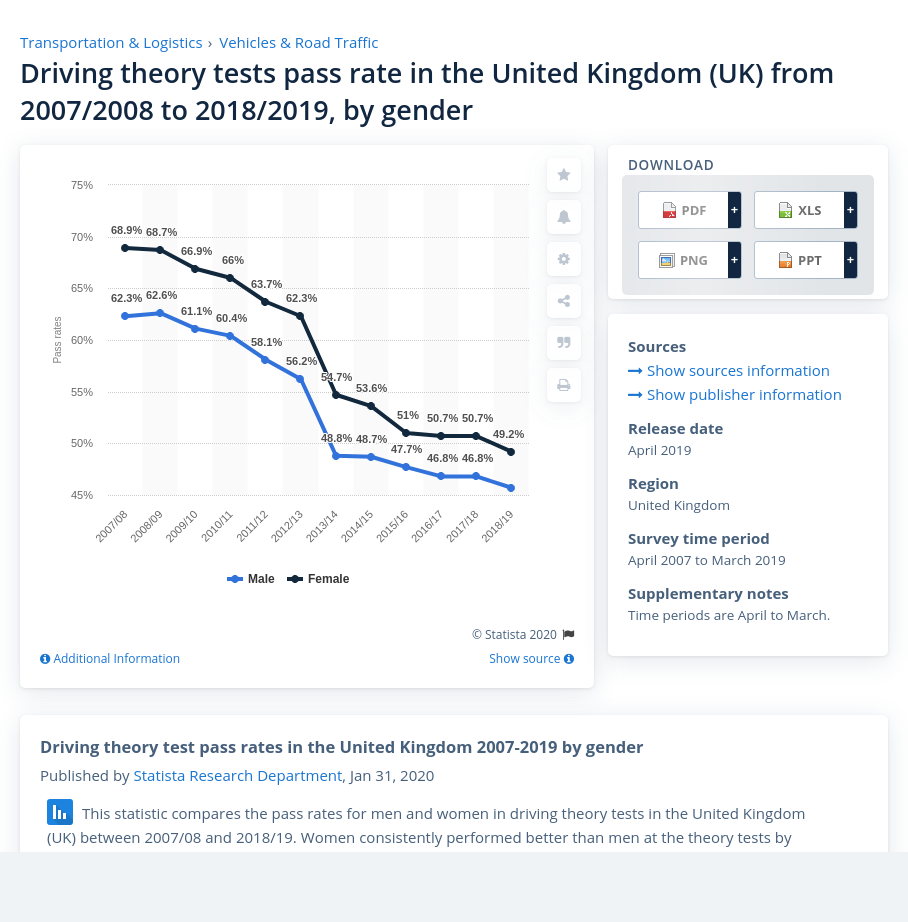 Transportation & Logistics › Vehicles & Road Traffic
Driving theory tests pass rate in the United Kingdom (UK) from
2007/2008 to 2018/2019, by gender
75%
70%
65%
60%
55%
50%
45%
Pass rates
68.9% 68.7% 66.9% 66% 63.7% 62.3% 54.7% 53.6% 51% 50.7% 50.7% 49.2%
62.3% 62.6% 61.1% 60.4% 58.1% 56.2% 48.8% 48.7% 47.7% 46.8% 46.8%
2007/08 2008/09 2009/10 2010/11 2011/12 2012/13 2013/14 2014/15 2015/16 2016/17 2017/18 2018/19
Male Female
© Statista 2020
Additional Information Show source
DOWNLOAD
PDF + XLS +
PNG + PPT +
Sources
Show sources information
Show publisher information
Release date
April 2019
Region
United Kingdom
Survey time period
April 2007 to March 2019
Supplementary notes
Time periods are April to March.
Driving theory test pass rates in the United Kingdom 2007-2019 by gender
Published by Statista Research Department, Jan 31, 2020
This statistic compares the pass rates for men and women in driving theory tests in the United Kingdom
(UK) between 2007/08 and 2018/19. Women consistently performed better than men at the theory tests by